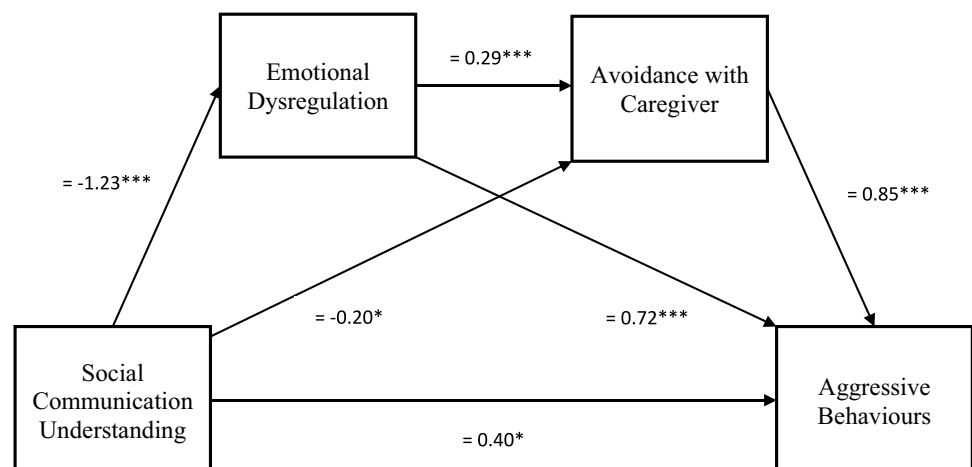 = 0.29***
Emotional
Dysregulation
Avoidance with
Caregiver
= -1.23***
= 0.85***
= -0.20*
= 0.72***
Social
Communication
Understanding
Aggressive
Behaviours
= 0.40*